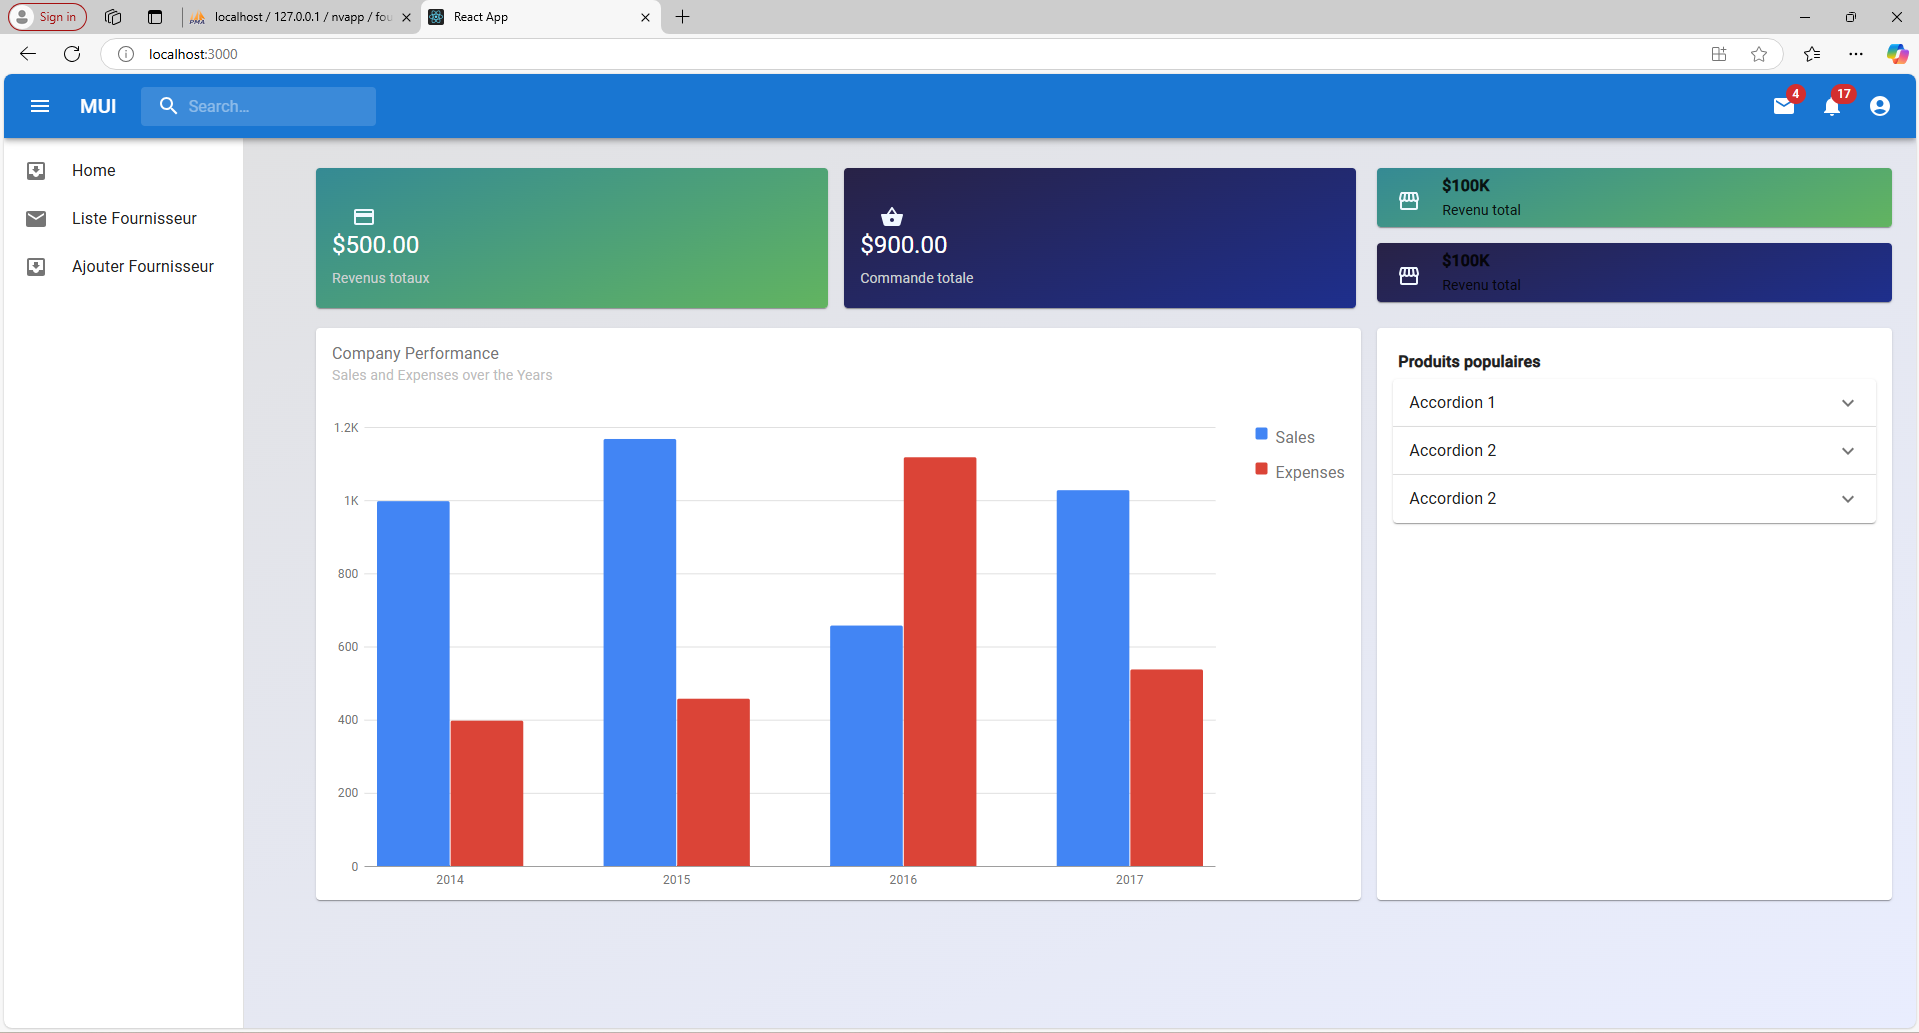 Sign in
localhost / 127.0.0.1 / nvapp / fou
React App
localhost:3000
MUI
Search...
4
17
Home
Liste Fournisseur
Ajouter Fournisseur
$500.00
Revenus totaux
$900.00
Commande totale
$100K
Revenu total
$100K
Revenu total
Company Performance
Sales and Expenses over the Years
1.2K
1K
800
600
400
200
0
2014
2015
2016
2017
Sales
Expenses
Produits populaires
Accordion 1
Accordion 2
Accordion 2